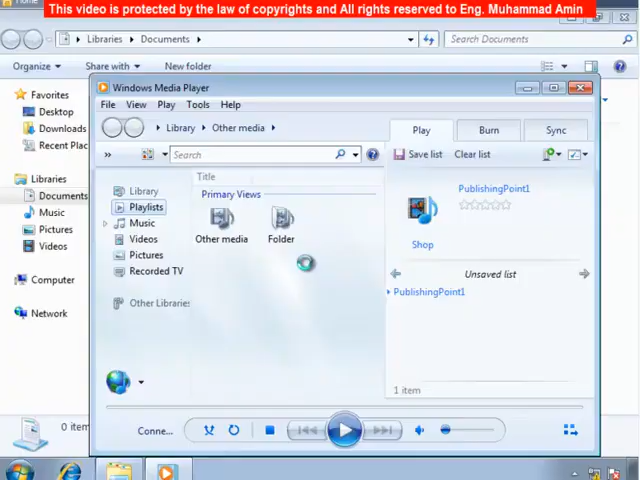 Home
This video is protected by the law of copyrights and All rights reserved to Eng. Muhammad Amin
Libraries Documents
Search Documents
Organize Share with New folder
Favorites
Desktop
Downloads
Recent Plac
Libraries
Documents
Music
Pictures
Videos
Computer
Network
0 item
Windows Media Player
File View Play Tools Help
Library Other media
Play Burn Sync
» Search
Save list Clear list
Library
Playlists
Music
Videos
Pictures
Recorded TV
Other Libraries
Title
Primary Views
Other media Folder
PublishingPoint1
Shop
Unsaved list
PublishingPoint1
1 item
Conne...